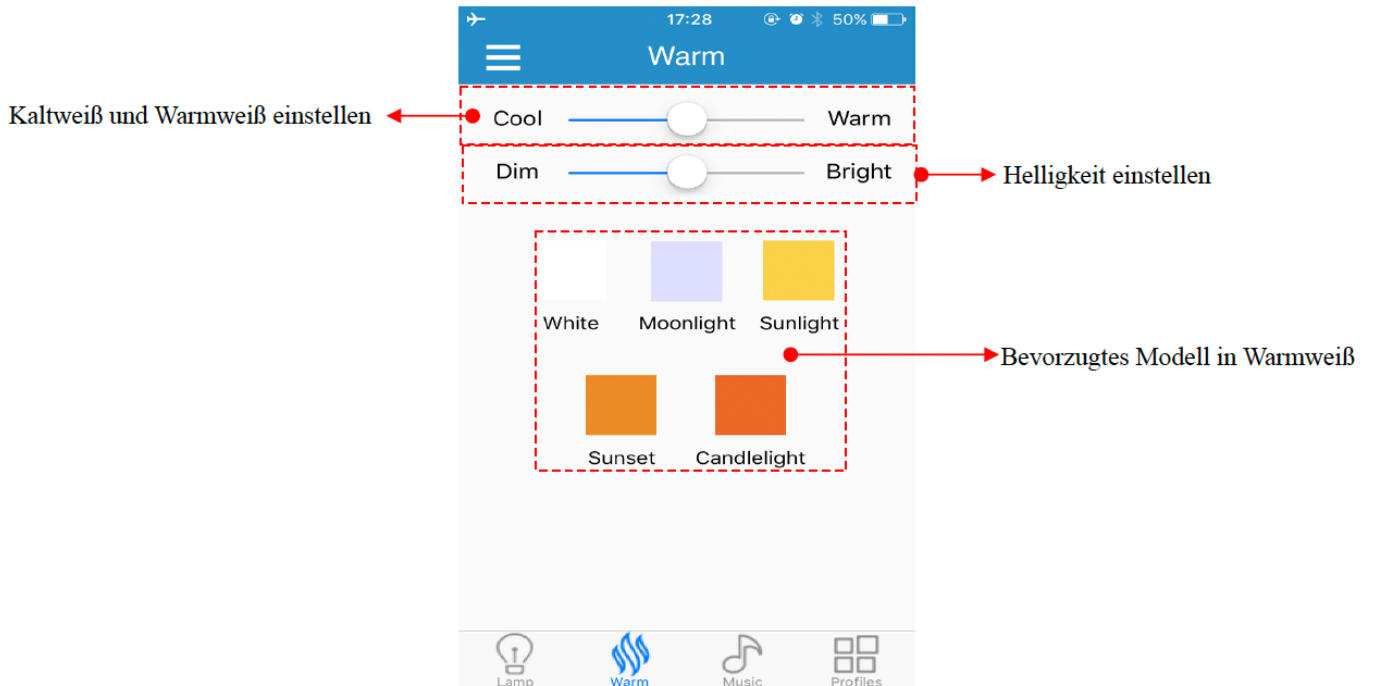 17:28 50%
Warm
Kaltweiß und Warmweiß einstellen
Cool Warm
Dim Bright
Helligkeit einstellen
White Moonlight Sunlight
Bevorzugtes Modell in Warmweiß
Sunset Candlelight
Lamp Warm Music Profiles